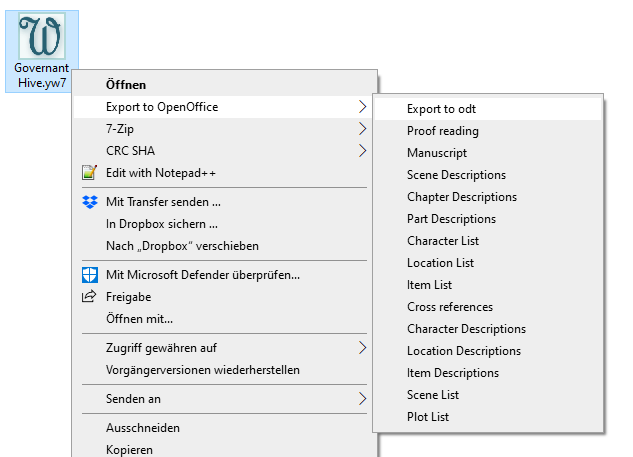 W
Governant
Hive.yw7
Öffnen
Export to OpenOffice
7-Zip
CRC SHA
Edit with Notepad++
Mit Transfer senden ...
In Dropbox sichern ...
Nach „Dropbox“ verschieben
Mit Microsoft Defender überprüfen...
Freigabe
Öffnen mit...
Zugriff gewähren auf
Vorgängerversionen wiederherstellen
Senden an
Ausschneiden
Kopieren
Export to odt
Proof reading
Manuscript
Scene Descriptions
Chapter Descriptions
Part Descriptions
Character List
Location List
Item List
Cross references
Character Descriptions
Location Descriptions
Item Descriptions
Scene List
Plot List